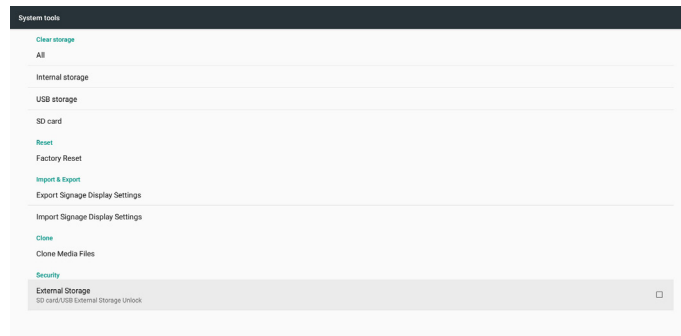 System tools
Clear storage
All
Internal storage
USB storage
SD card
Reset
Factory Reset
Import & Export
Export Signage Display Settings
Import Signage Display Settings
Clone
Clone Media Files
Security
External Storage
SD card/USB External Storage Unlock